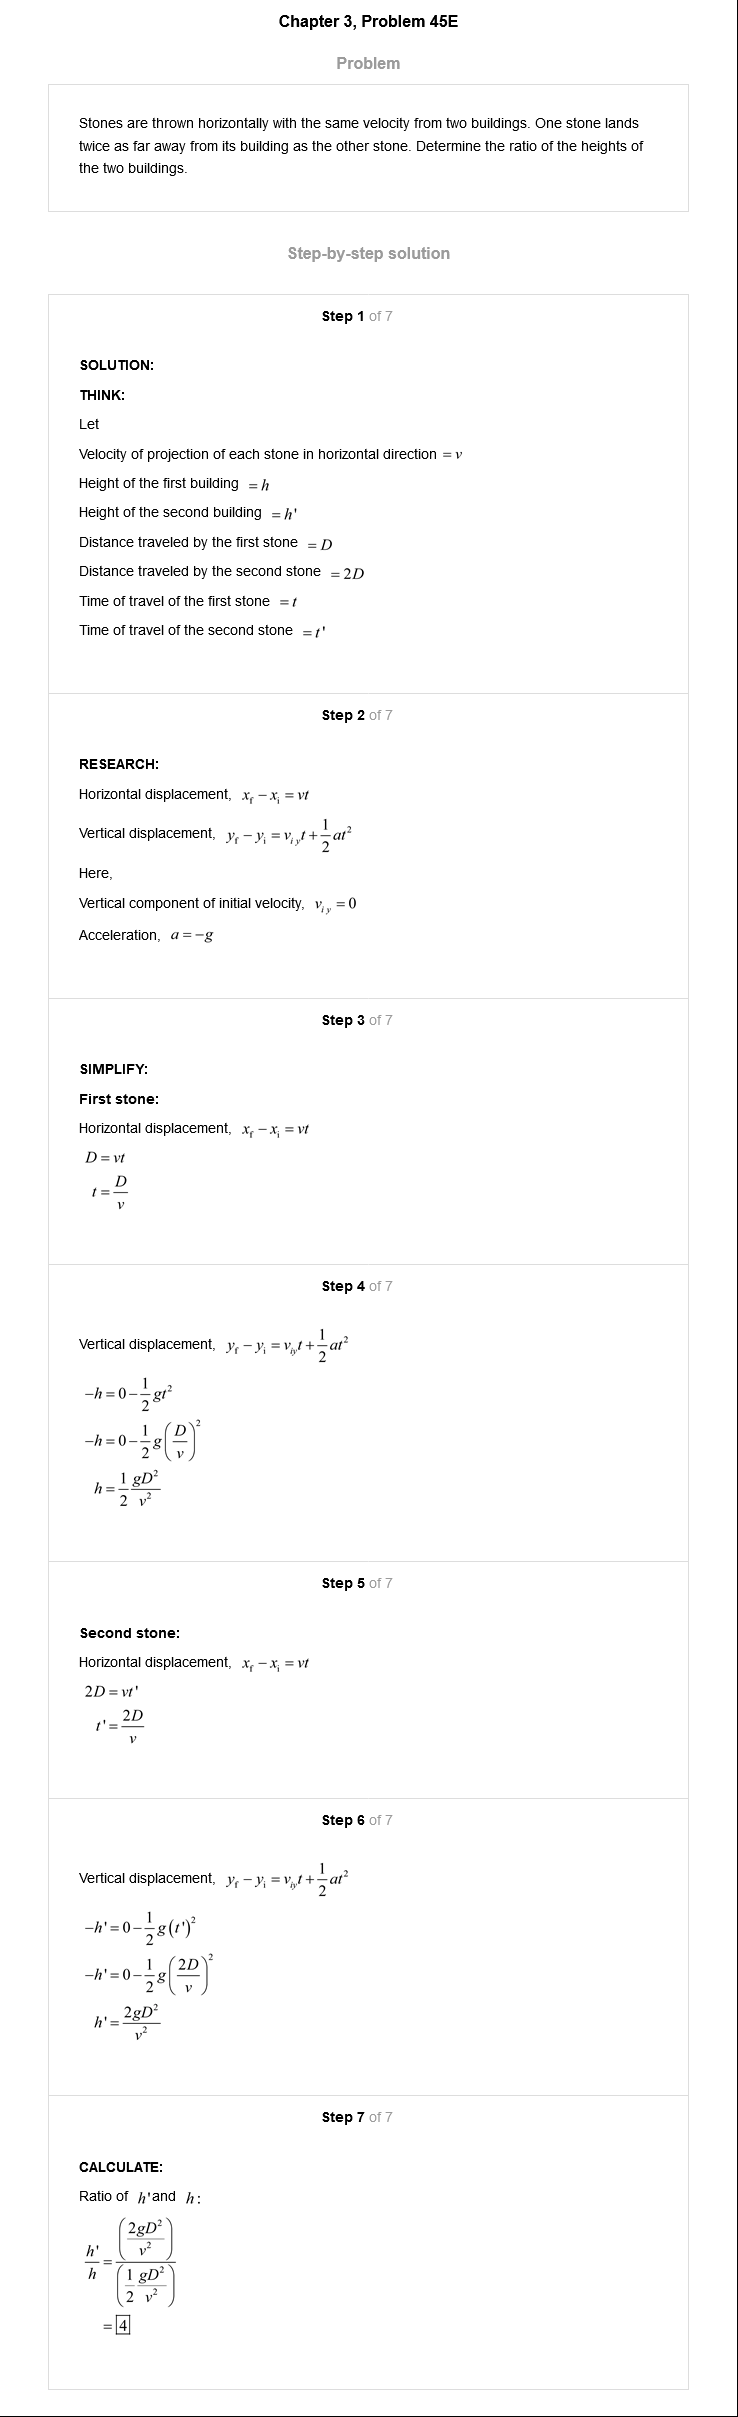 Chapter 3, Problem 45E
Problem
Stones are thrown horizontally with the same velocity from two buildings. One stone lands
twice as far away from its building as the other stone. Determine the ratio of the heights of
the two buildings.
Step-by-step solution
Step 1 of 7
SOLUTION:
THINK:
Let
Velocity of projection of each stone in horizontal direction = v
Height of the first building = h
Height of the second building = h'
Distance traveled by the first stone = D
Distance traveled by the second stone = 2D
Time of travel of the first stone = t
Time of travel of the second stone = t'
Step 2 of 7
RESEARCH:
Horizontal displacement, x_f − x_i = vt
Vertical displacement, y_f − y_i = v_{iy}t + \frac{1}{2}at^2
Here,
Vertical component of initial velocity, v_{iy} = 0
Acceleration, a = −g
Step 3 of 7
SIMPLIFY:
First stone:
Horizontal displacement, x_f − x_i = vt
D = vt
t = \frac{D}{v}
Step 4 of 7
Vertical displacement, y_f − y_i = v_{iy}t + \frac{1}{2}at^2
−h = 0 − \frac{1}{2}gt^2
−h = 0 − \frac{1}{2}g(\frac{D}{v})^2
h = \frac{1}{2}\frac{gD^2}{v^2}
Step 5 of 7
Second stone:
Horizontal displacement, x_f − x_i = vt
2D = vt'
t' = \frac{2D}{v}
Step 6 of 7
Vertical displacement, y_f − y_i = v_{iy}t + \frac{1}{2}at^2
−h' = 0 − \frac{1}{2}g(t')^2
−h' = 0 − \frac{1}{2}g(\frac{2D}{v})^2
h' = \frac{2gD^2}{v^2}
Step 7 of 7
CALCULATE:
Ratio of h' and h:
\frac{h'}{h} = \frac{(\frac{2gD^2}{v^2})}{(\frac{1}{2}\frac{gD^2}{v^2})}
= 4